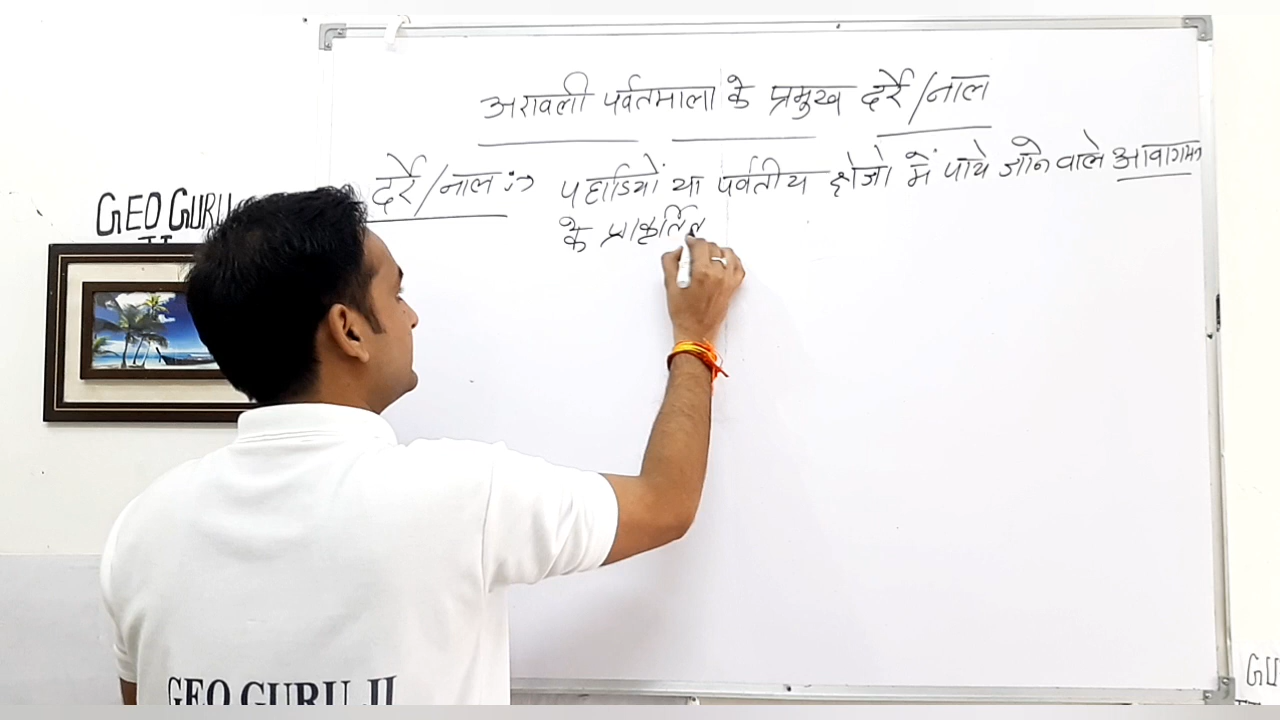 अरावली पर्वतमाला के प्रमुख दर्रे/नाल
दर्रे/नाल :-> पहाडियों या पर्वतीय क्षेत्रो में पाये जाने वाले आवागमन
के प्राकृतिक
GEO GURU
GEO GURU JI